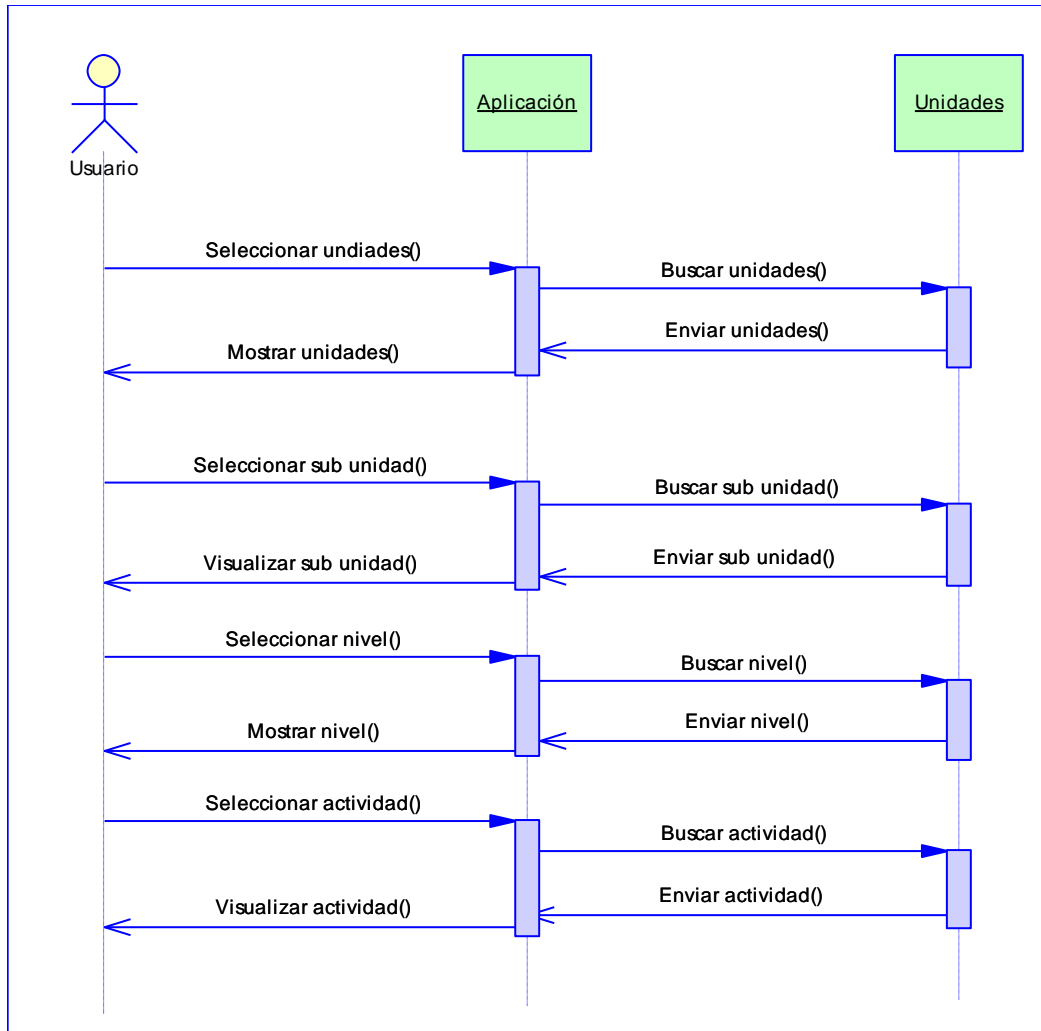 Aplicación
Unidades
Usuario
Seleccionar undiades()
Buscar unidades()
Enviar unidades()
Mostrar unidades()
Seleccionar sub unidad()
Buscar sub unidad()
Enviar sub unidad()
Visualizar sub unidad()
Seleccionar nivel()
Buscar nivel()
Enviar nivel()
Mostrar nivel()
Seleccionar actividad()
Buscar actividad()
Enviar actividad()
Visualizar actividad()